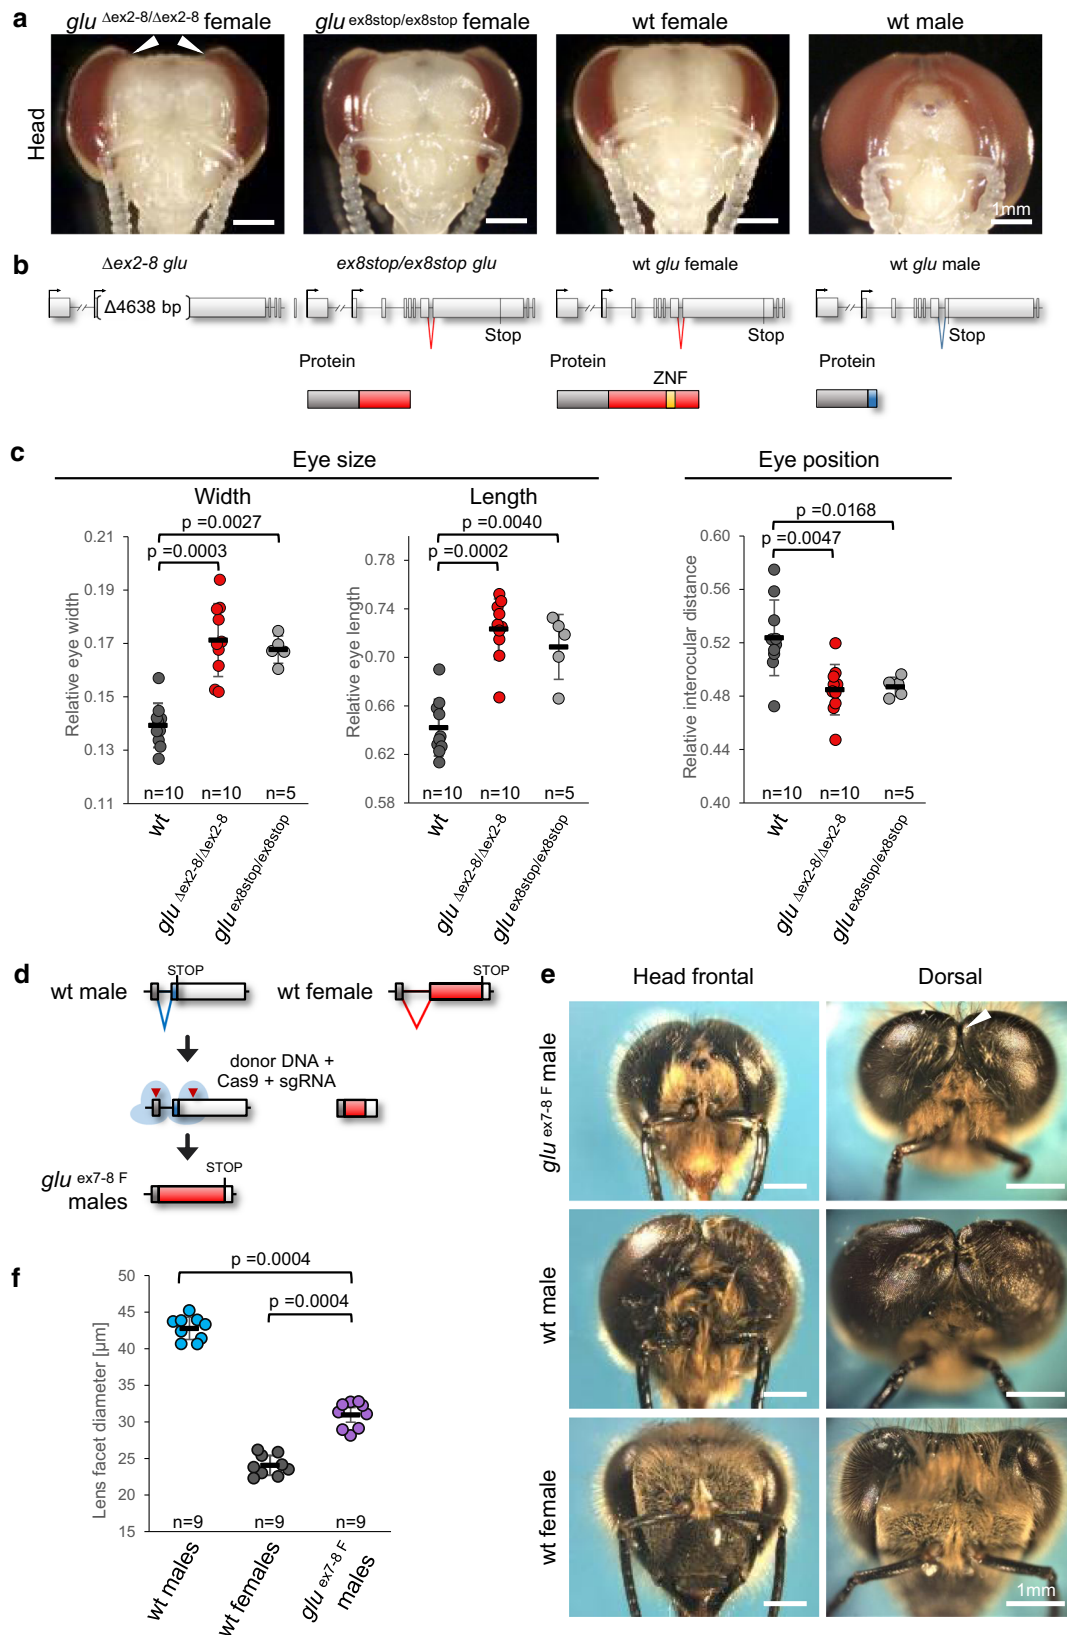 a
glu Δex2-8/Δex2-8 female
glu ex8stop/ex8stop female
wt female
wt male
Head
1mm
b
Δex2-8 glu
ex8stop/ex8stop glu
wt glu female
wt glu male
Δ4638 bp
Stop
Stop
Stop
Protein
Protein
Protein
ZNF
c
Eye size
Eye position
Width
Length
p =0.0027
p =0.0003
0.21
0.19
0.17
0.15
0.13
0.11
Relative eye width
n=10
n=10
n=5
wt
glu Δex2-8/Δex2-8
glu ex8stop/ex8stop
p =0.0040
p =0.0002
0.78
0.74
0.70
0.66
0.62
0.58
Relative eye length
n=10
n=10
n=5
wt
glu Δex2-8/Δex2-8
glu ex8stop/ex8stop
p =0.0168
p =0.0047
0.60
0.56
0.52
0.48
0.44
0.40
Relative interocular distance
n=10
n=10
n=5
wt
glu Δex2-8/Δex2-8
glu ex8stop/ex8stop
d
wt male
STOP
wt female
STOP
donor DNA +
Cas9 + sgRNA
glu ex7-8 F
males
STOP
e
Head frontal
Dorsal
glu ex7-8 F male
wt male
wt female
1mm
f
p =0.0004
p =0.0004
50
45
40
35
30
25
20
15
Lens facet diameter [µm]
n=9
n=9
n=9
wt males
wt females
glu ex7-8 F
males